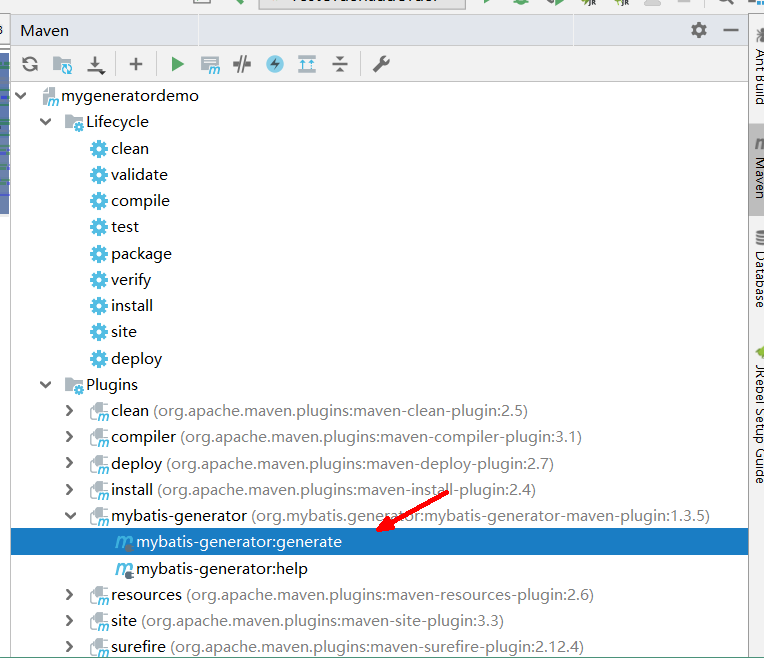 Maven
mygeneratordemo
Lifecycle
clean
validate
compile
test
package
verify
install
site
deploy
Plugins
clean (org.apache.maven.plugins:maven-clean-plugin:2.5)
compiler (org.apache.maven.plugins:maven-compiler-plugin:3.1)
deploy (org.apache.maven.plugins:maven-deploy-plugin:2.7)
install (org.apache.maven.plugins:maven-install-plugin:2.4)
mybatis-generator (org.mybatis.generator:mybatis-generator-maven-plugin:1.3.5)
mybatis-generator:generate
mybatis-generator:help
resources (org.apache.maven.plugins:maven-resources-plugin:2.6)
site (org.apache.maven.plugins:maven-site-plugin:3.3)
surefire (org.apache.maven.plugins:maven-surefire-plugin:2.12.4)
Ant Build
Maven
Database
JRebel Setup Guide